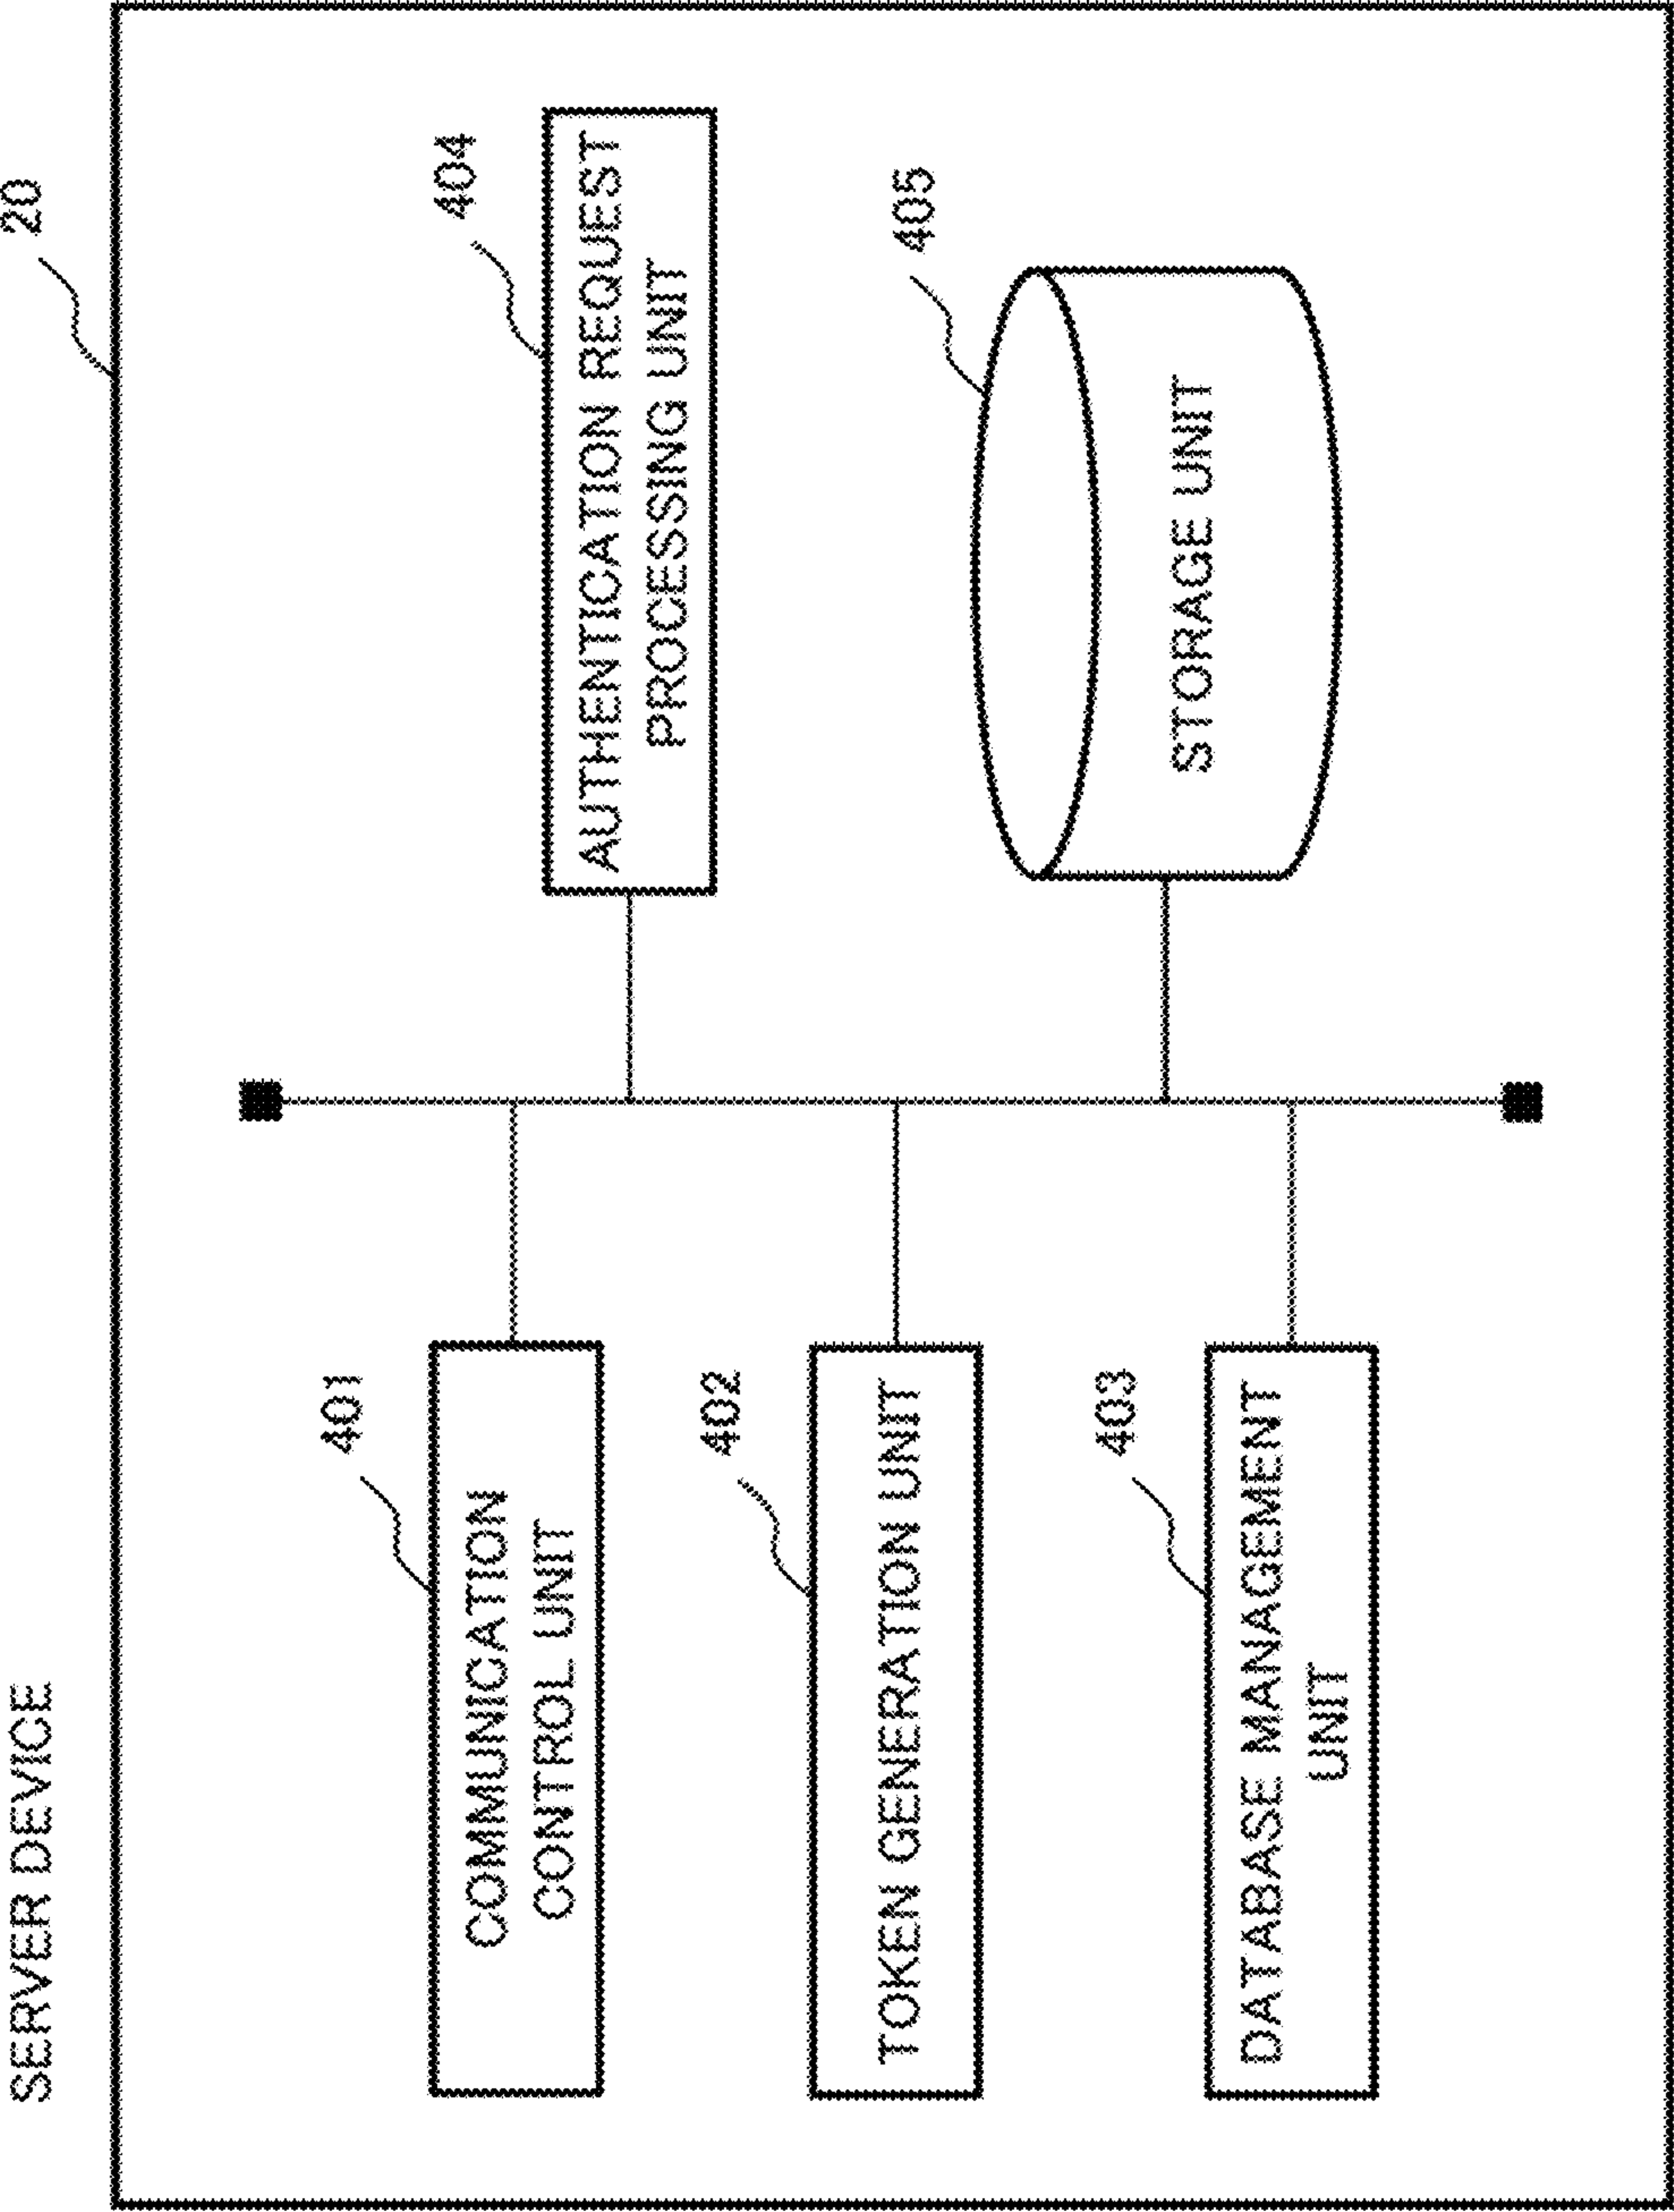 SERVER DEVICE
20
401
COMMUNICATION
CONTROL UNIT
402
TOKEN GENERATION UNIT
403
DATABASE MANAGEMENT
UNIT
404
AUTHENTICATION REQUEST
PROCESSING UNIT
405
STORAGE UNIT